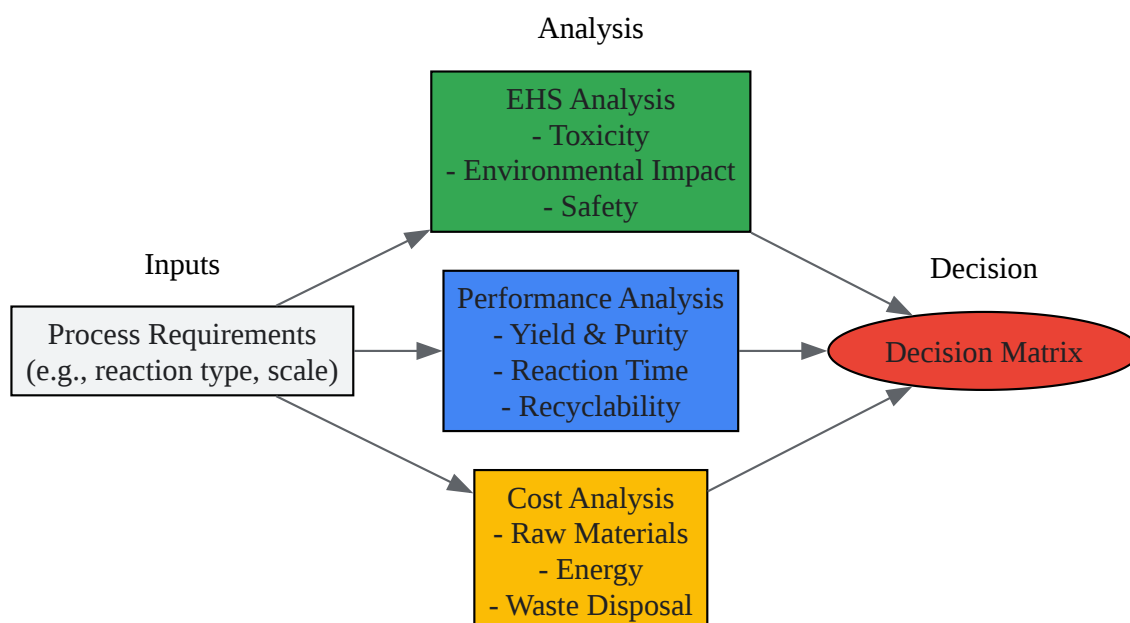 Analysis
EHS Analysis
- Toxicity
- Environmental Impact
- Safety
Inputs
Process Requirements
(e.g., reaction type, scale)
Performance Analysis
- Yield & Purity
- Reaction Time
- Recyclability
Cost Analysis
- Raw Materials
- Energy
- Waste Disposal
Decision
Decision Matrix